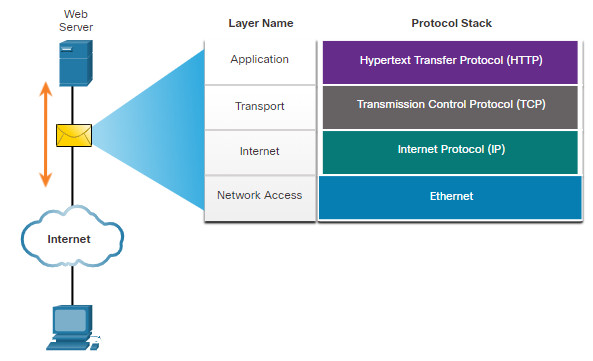 Web
Server
Layer Name
Protocol Stack
Application
Hypertext Transfer Protocol (HTTP)
Transport
Transmission Control Protocol (TCP)
Internet
Internet Protocol (IP)
Network Access
Ethernet
Internet